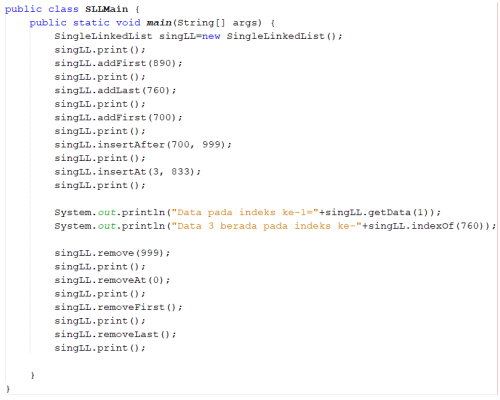 public class SLLMain {
    public static void main(String[] args) {
        SingleLinkedList singLL=new SingleLinkedList();
        singLL.print();
        singLL.addFirst(890);
        singLL.print();
        singLL.addLast(760);
        singLL.print();
        singLL.addFirst(700);
        singLL.print();
        singLL.insertAfter(700, 999);
        singLL.print();
        singLL.insertAt(3, 833);
        singLL.print();

        System.out.println("Data pada indeks ke-1="+singLL.getData(1));
        System.out.println("Data 3 berada pada indeks ke-"+singLL.indexOf(760));

        singLL.remove(999);
        singLL.print();
        singLL.removeAt(0);
        singLL.print();
        singLL.removeFirst();
        singLL.print();
        singLL.removeLast();
        singLL.print();

    }
}